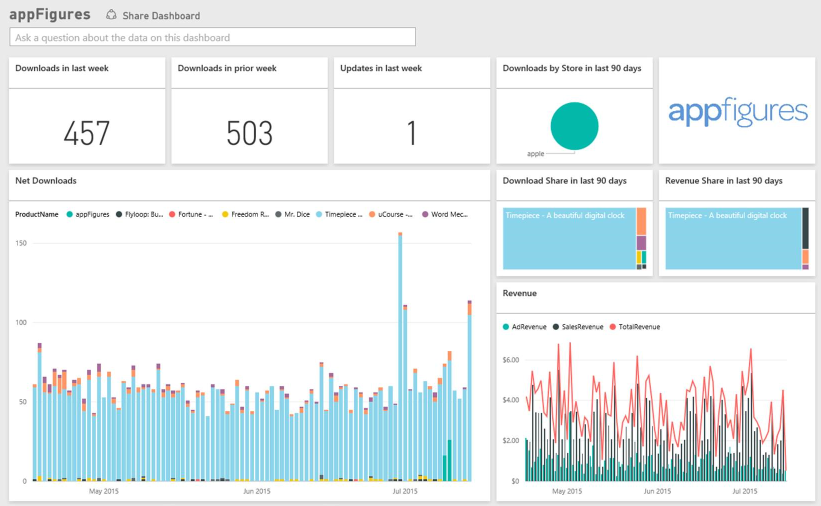 appFigures
Share Dashboard
Ask a question about the data on this dashboard
Downloads in last week
457
Downloads in prior week
503
Updates in last week
1
Downloads by Store in last 90 days
apple
appfigures
Net Downloads
ProductName appFigures Flyloop: Bu... Fortune - ... Freedom R... Mr. Dice Timepiece ... uCourse -... Word Mec...
150
100
50
0
May 2015 Jun 2015 Jul 2015
Download Share in last 90 days
Timepiece - A beautiful digital clock
Revenue Share in last 90 days
Timepiece - A beautiful digital clock
Revenue
AdRevenue SalesRevenue TotalRevenue
$6.00
$4.00
$2.00
$0
May 2015 Jun 2015 Jul 2015